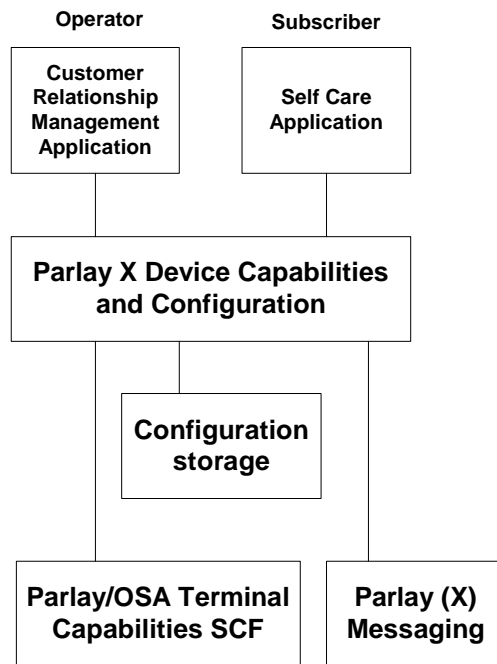 Operator
Subscriber
Customer
Relationship
Management
Application
Self Care
Application
Parlay X Device Capabilities
and Configuration
Configuration
storage
Parlay/OSA Terminal
Capabilities SCF
Parlay (X)
Messaging